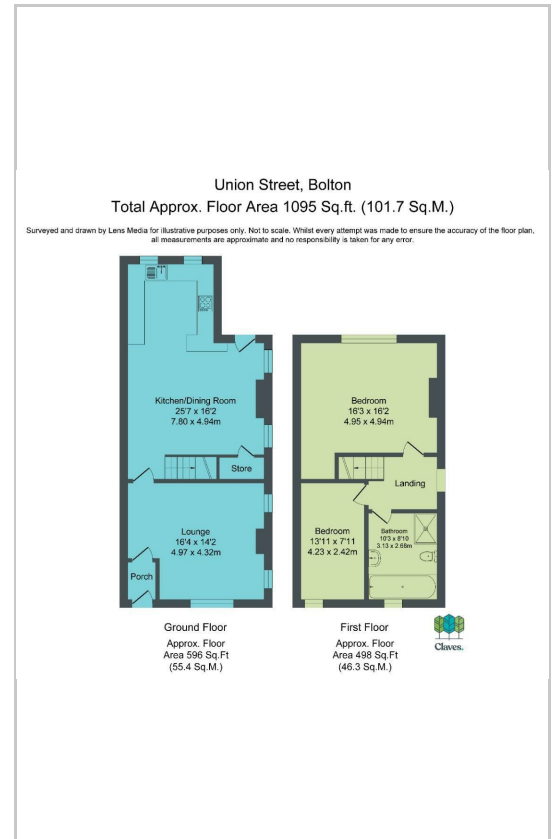 Union Street, Bolton
Total Approx. Floor Area 1095 Sq.ft. (101.7 Sq.M.)
Surveyed and drawn by Lens Media for illustrative purposes only. Not to scale. Whilst every attempt was made to ensure the accuracy of the floor plan,
all measurements are approximate and no responsibility is taken for any error.
Kitchen/Dining Room
25'7 x 16'2
7.80 x 4.94m
Store
Lounge
16'4 x 14'2
4.97 x 4.32m
Porch
Ground Floor
Approx. Floor
Area 596 Sq.Ft
(55.4 Sq.M.)
Bedroom
16'3 x 16'2
4.95 x 4.94m
Landing
Bedroom
13'11 x 7'11
4.23 x 2.42m
Bathroom
10'3 x 8'10
3.13 x 2.68m
First Floor
Approx. Floor
Area 498 Sq.Ft
(46.3 Sq.M.)
Claves.